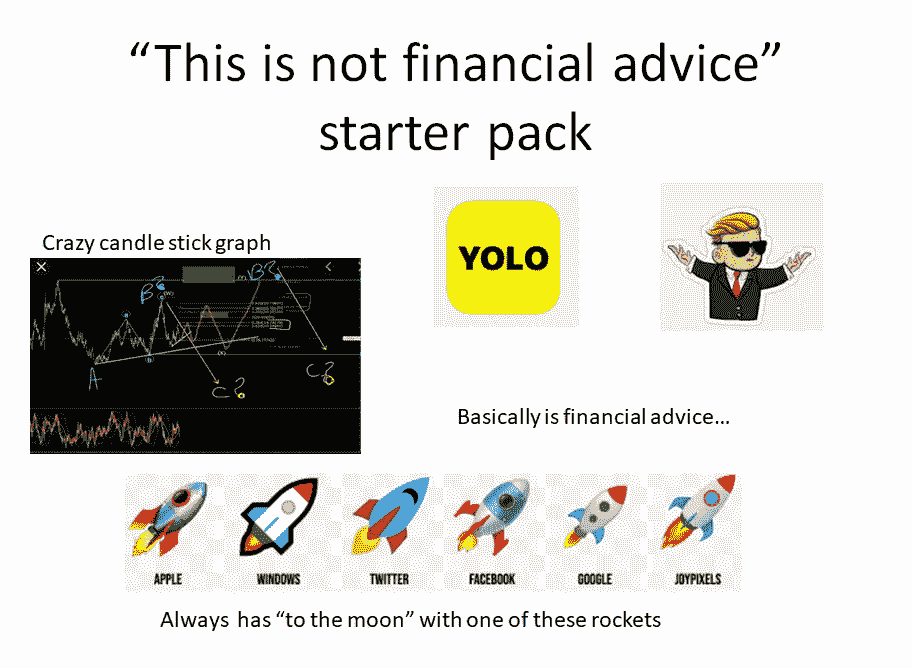 “This is not financial advice”
starter pack
Crazy candle stick graph
YOLO
B?
B?
A
C?
C?
Basically is financial advice...
APPLE WINDOWS TWITTER FACEBOOK GOOGLE JOYPIXELS
Always has “to the moon” with one of these rockets